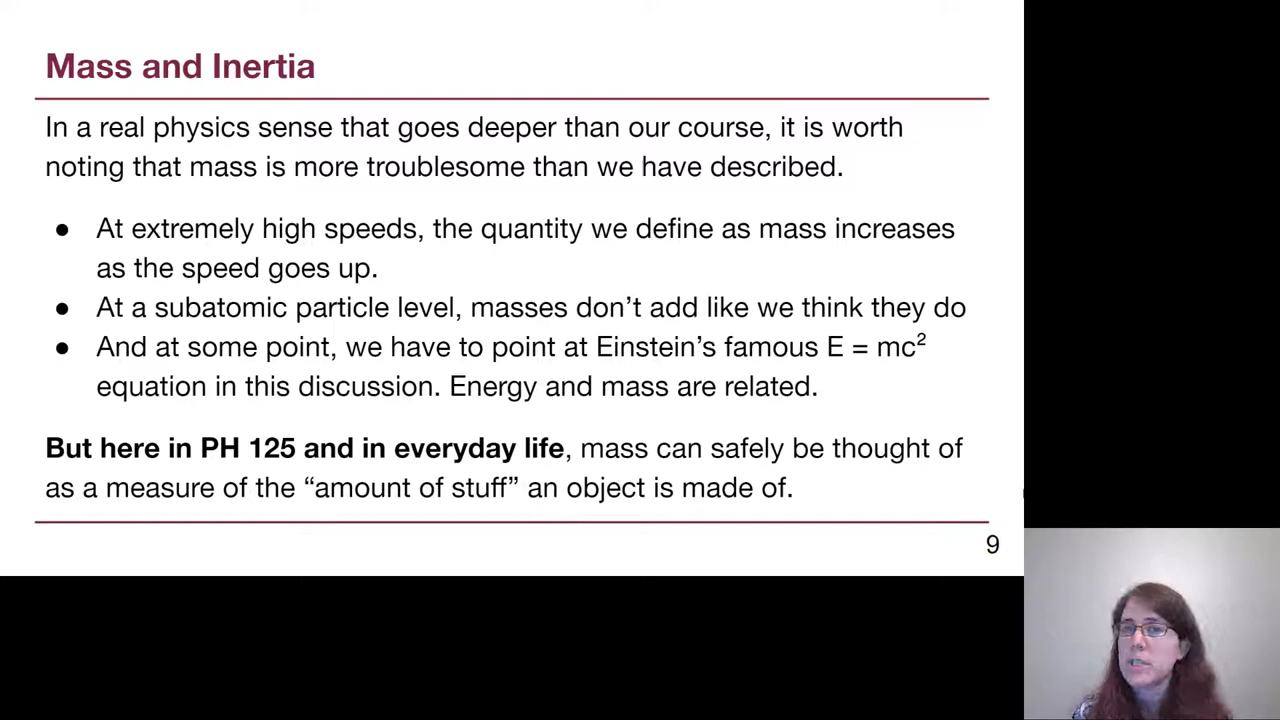 Mass and Inertia
In a real physics sense that goes deeper than our course, it is worth
noting that mass is more troublesome than we have described.
● At extremely high speeds, the quantity we define as mass increases
as the speed goes up.
● At a subatomic particle level, masses don’t add like we think they do
● And at some point, we have to point at Einstein’s famous E = mc²
equation in this discussion. Energy and mass are related.
But here in PH 125 and in everyday life, mass can safely be thought of
as a measure of the “amount of stuff” an object is made of.
9